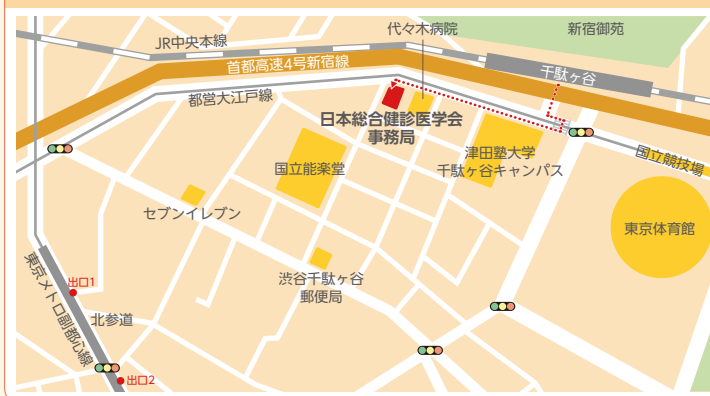 代々木病院
新宿御苑
JR中央本線
首都高速4号新宿線
千駄ヶ谷
都営大江戸線
日本総合健診医学会
事務局
国立能楽堂
津田塾大学
千駄ヶ谷キャンパス
国立競技場
セブンイレブン
東京体育館
渋谷千駄ヶ谷
郵便局
東京メトロ副都心線
出口1
北参道
出口2